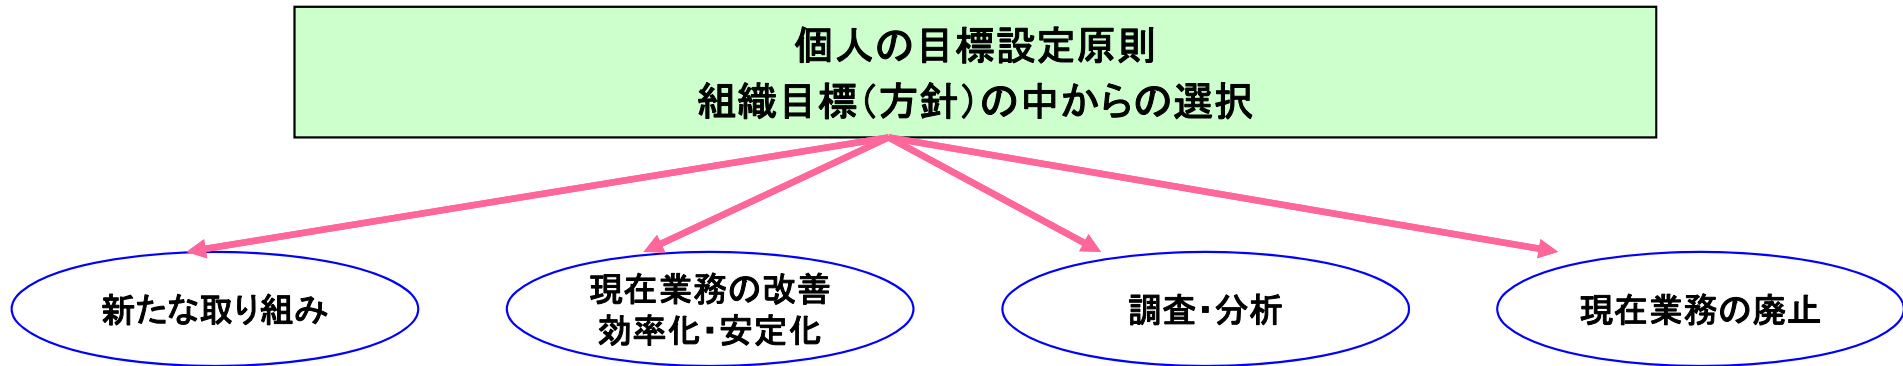 個人の目標設定原則
組織目標(方針)の中からの選択
新たな取り組み
現在業務の改善
効率化・安定化
調査・分析
現在業務の廃止